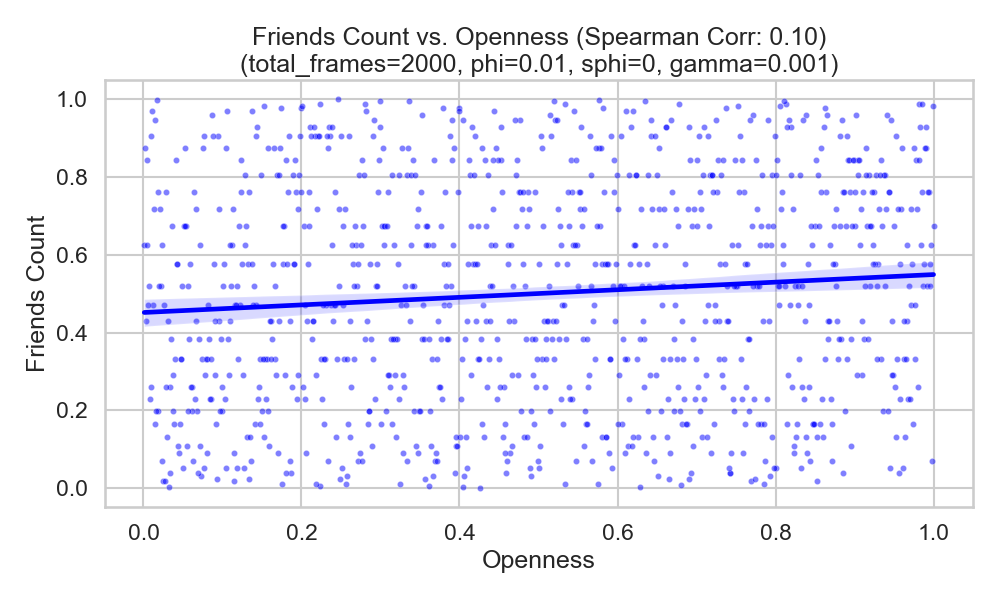 Friends Count vs. Openness (Spearman Corr: 0.10)
(total_frames=2000, phi=0.01, sphi=0, gamma=0.001)
1.0
0.8
0.6
0.4
0.2
0.0
Friends Count
0.0 0.2 0.4 0.6 0.8 1.0
Openness